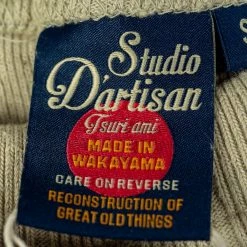 Studio
D'artisan
Tsuri ami
MADE IN
WAKAYAMA
CARE ON REVERSE
RECONSTRUCTION OF
GREAT OLD THINGS